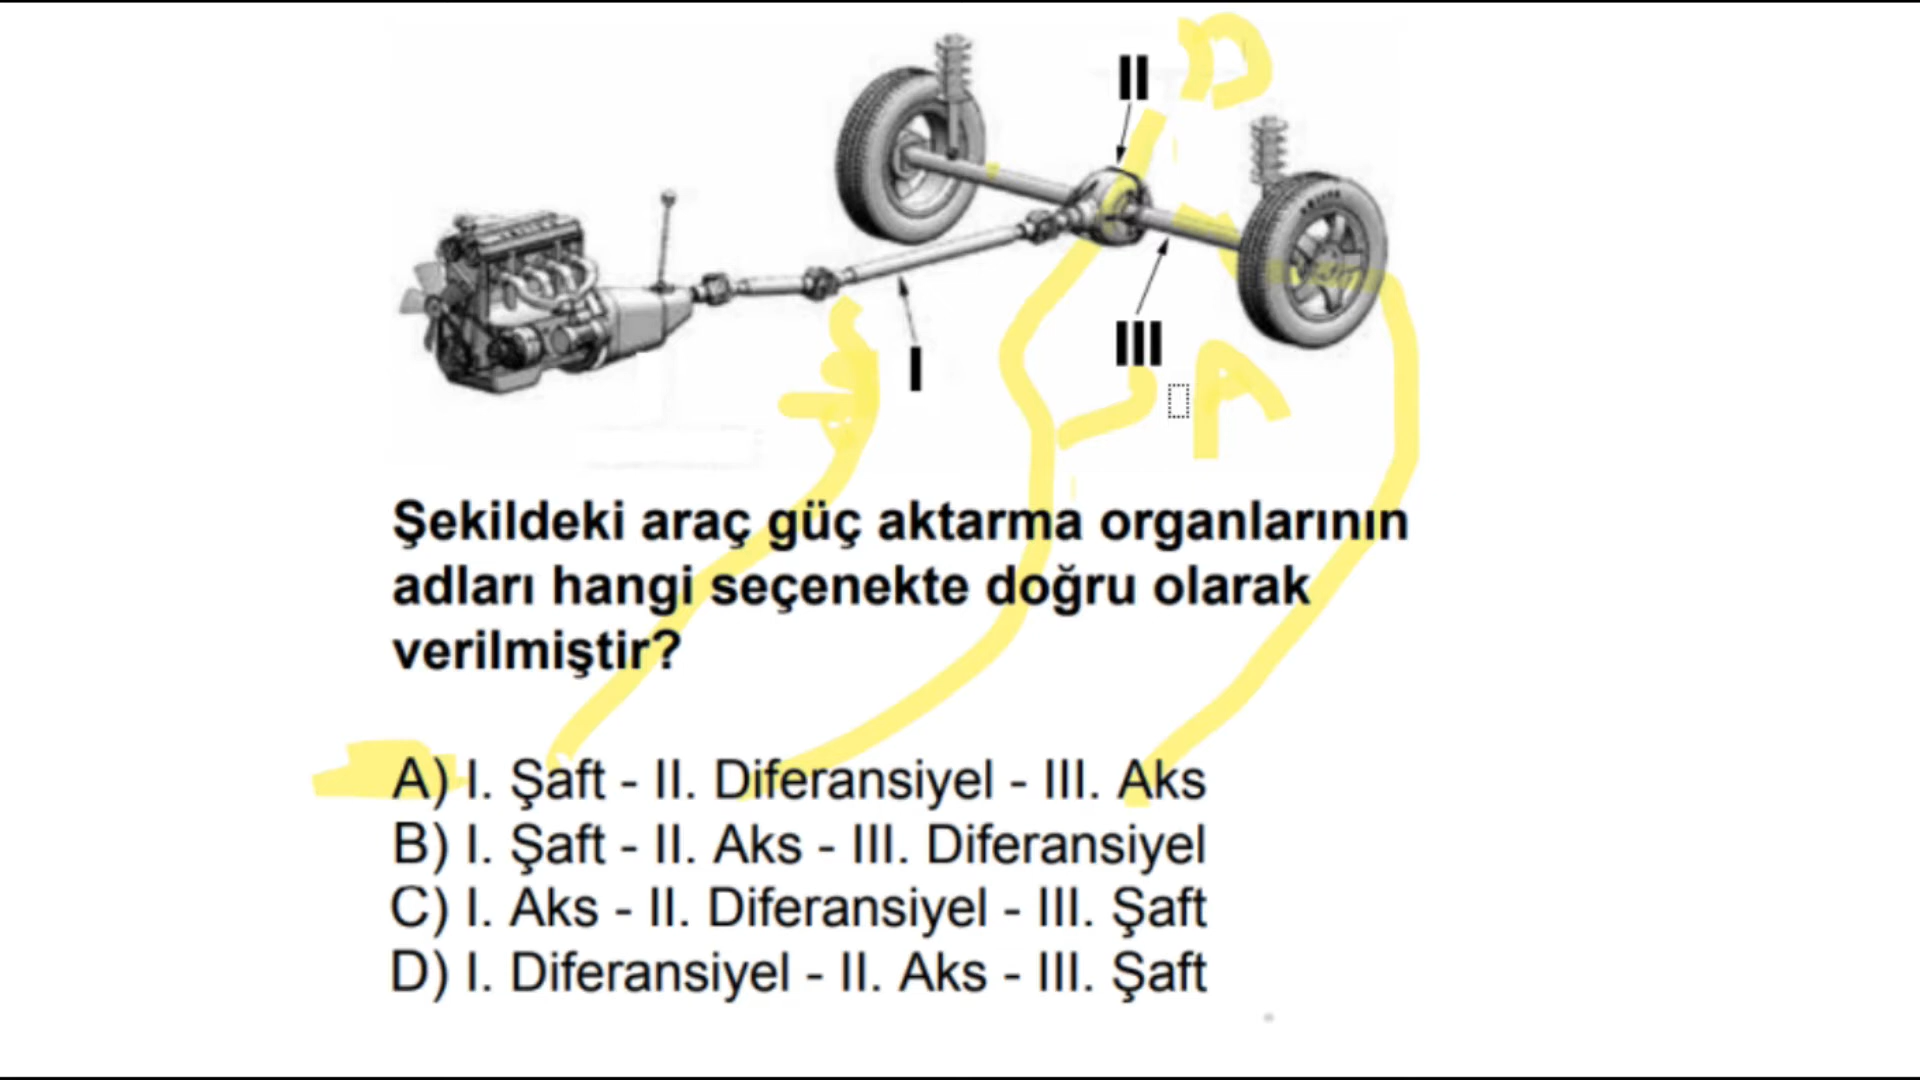 II
D
III
I
A
Şekildeki araç güç aktarma organlarının
adları hangi seçenekte doğru olarak
verilmiştir?
A) I. Şaft - II. Diferansiyel - III. Aks
B) I. Şaft - II. Aks - III. Diferansiyel
C) I. Aks - II. Diferansiyel - III. Şaft
D) I. Diferansiyel - II. Aks - III. Şaft